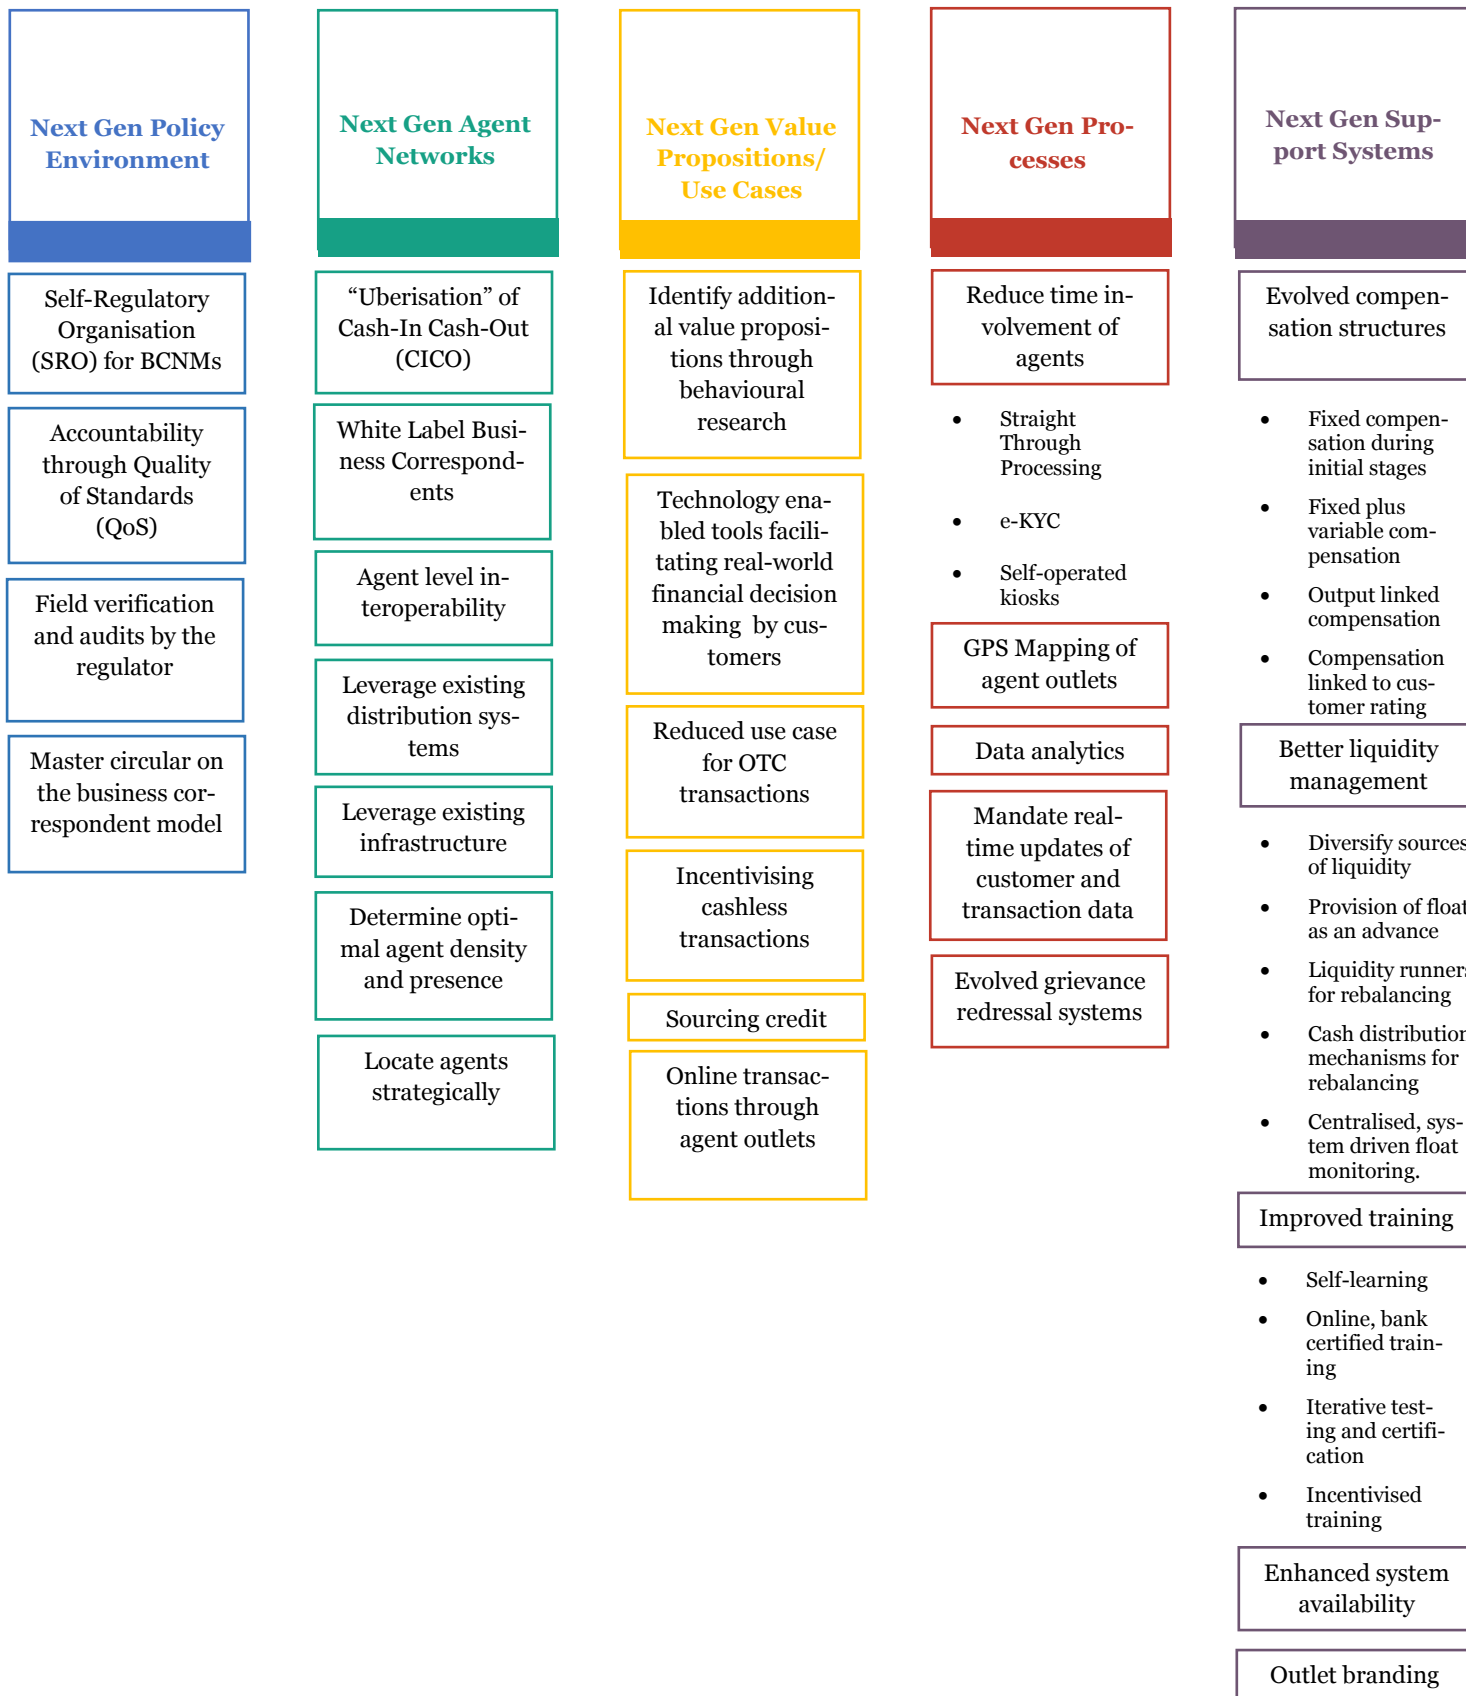 Next Gen Policy
Environment
Self-Regulatory
Organisation
(SRO) for BCNMs
Accountability
through Quality
of Standards
(QoS)
Field verification
and audits by the
regulator
Master circular on
the business cor-
respondent model
Next Gen Agent
Networks
“Uberisation” of
Cash-In Cash-Out
(CICO)
White Label Busi-
ness Correspond-
ents
Agent level in-
teroperability
Leverage existing
distribution sys-
tems
Leverage existing
infrastructure
Determine opti-
mal agent density
and presence
Locate agents
strategically
Next Gen Value
Propositions/
Use Cases
Identify addition-
al value proposi-
tions through
behavioural
research
Technology ena-
bled tools facili-
tating real-world
financial decision
making by cus-
tomers
Reduced use case
for OTC
transactions
Incentivising
cashless
transactions
Sourcing credit
Online transac-
tions through
agent outlets
Next Gen Pro-
cesses
Reduce time in-
volvement of
agents
• Straight
Through
Processing
• e-KYC
• Self-operated
kiosks
GPS Mapping of
agent outlets
Data analytics
Mandate real-
time updates of
customer and
transaction data
Evolved grievance
redressal systems
Next Gen Sup-
port Systems
Evolved compen-
sation structures
• Fixed compen-
sation during
initial stages
• Fixed plus
variable com-
pensation
• Output linked
compensation
• Compensation
linked to cus-
tomer rating
Better liquidity
management
• Diversify sources
of liquidity
• Provision of float
as an advance
• Liquidity runners
for rebalancing
• Cash distribution
mechanisms for
rebalancing
• Centralised, sys-
tem driven float
monitoring.
Improved training
• Self-learning
• Online, bank
certified train-
ing
• Iterative test-
ing and certifi-
cation
• Incentivised
training
Enhanced system
availability
Outlet branding